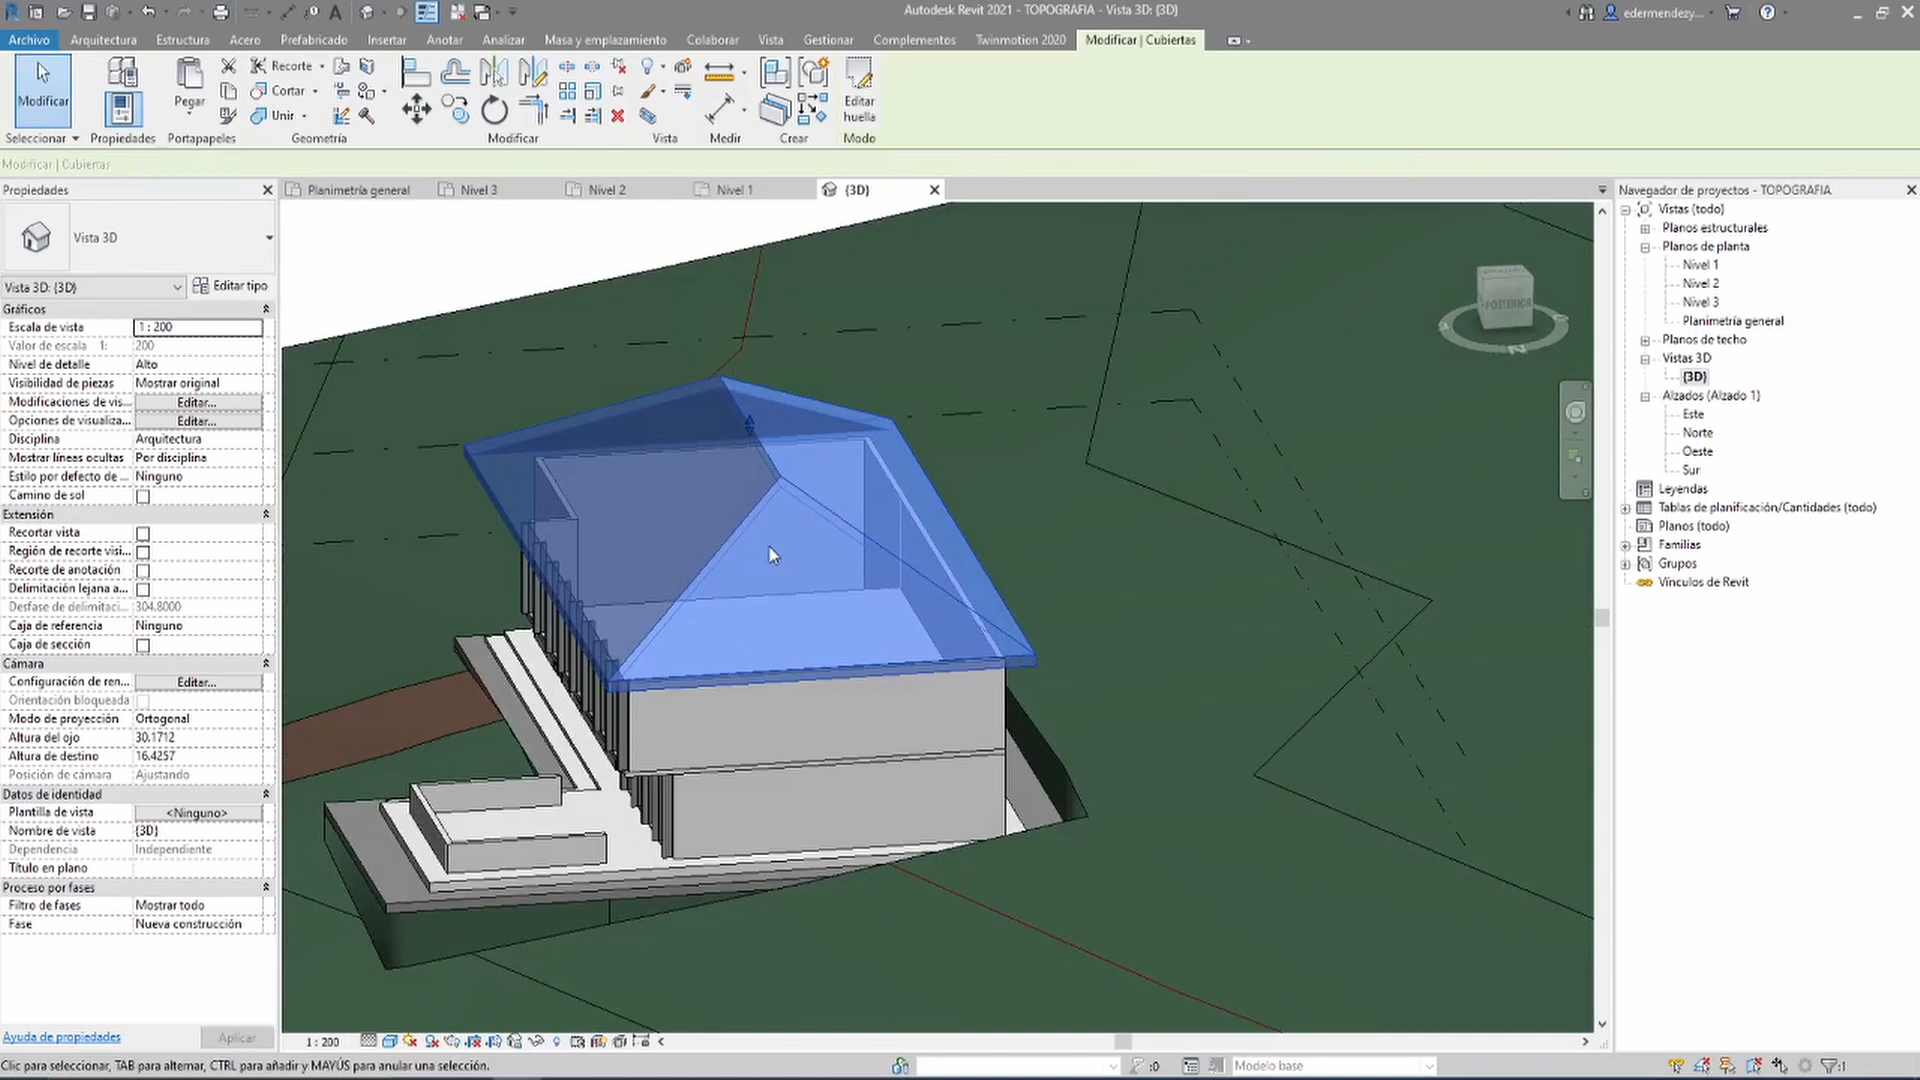 Autodesk Revit 2021 - TOPOGRAFIA - Vista 3D: {3D}
edermendezy...
Archivo
Arquitectura
Estructura
Acero
Prefabricado
Insertar
Anotar
Analizar
Masa y emplazamiento
Colaborar
Vista
Gestionar
Complementos
Twinmotion 2020
Modificar | Cubiertas
Modificar
Pegar
Recorte
Cortar
Unir
Editar
huella
Seleccionar
Propiedades
Portapapeles
Geometría
Modificar
Vista
Medir
Crear
Modo
Modificar | Cubiertas
Propiedades
Planimetría general
Nivel 3
Nivel 2
Nivel 1
{3D}
Navegador de proyectos - TOPOGRAFIA
Vista 3D
Vista 3D: {3D}
Editar tipo
Gráficos
Escala de vista 1 : 200
Valor de escala 1: 200
Nivel de detalle Alto
Visibilidad de piezas Mostrar original
Modificaciones de vis... Editar...
Opciones de visualiza... Editar...
Disciplina Arquitectura
Mostrar líneas ocultas Por disciplina
Estilo por defecto de ... Ninguno
Camino de sol
Extensión
Recortar vista
Región de recorte visi...
Recorte de anotación
Delimitación lejana a...
Desfase de delimitaci... 304.8000
Caja de referencia Ninguno
Caja de sección
Cámara
Configuración de ren... Editar...
Orientación bloqueada
Modo de proyección Ortogonal
Altura del ojo 30.1712
Altura de destino 16.4257
Posición de cámara Ajustando
Datos de identidad
Plantilla de vista <Ninguno>
Nombre de vista {3D}
Dependencia Independiente
Título en plano
Proceso por fases
Filtro de fases Mostrar todo
Fase Nueva construcción
Ayuda de propiedades
Aplicar
POSTERIOR
N
Vistas (todo)
Planos estructurales
Planos de planta
Nivel 1
Nivel 2
Nivel 3
Planimetría general
Planos de techo
Vistas 3D
{3D}
Alzados (Alzado 1)
Este
Norte
Oeste
Sur
Leyendas
Tablas de planificación/Cantidades (todo)
Planos (todo)
Familias
Grupos
Vínculos de Revit
1 : 200
Clic para seleccionar, TAB para alternar, CTRL para añadir y MAYÚS para anular una selección.
:0
Modelo base
:1